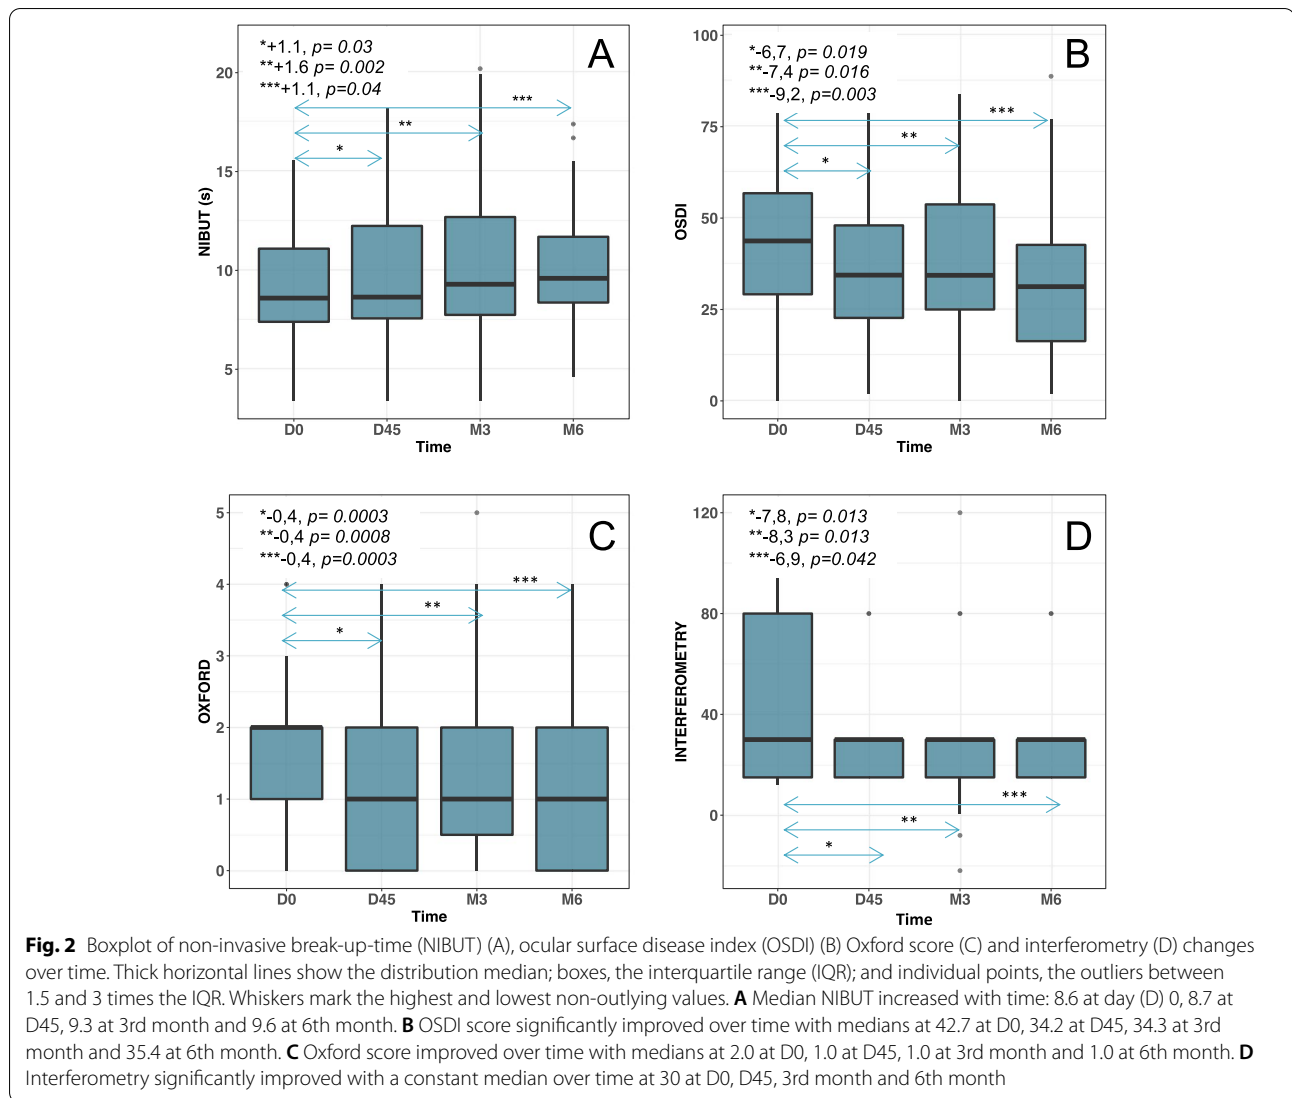 *+1.1, p= 0.03
**+1.6 p= 0.002
***+1.1, p=0.04
A
20
15
10
5
NIBUT (s)
*
**
***
D0 D45 M3 M6
Time
*-6,7, p= 0.019
**-7,4 p= 0.016
***-9,2, p=0.003
B
100
75
50
25
0
OSDI
*
**
***
D0 D45 M3 M6
Time
*-0,4, p= 0.0003
**-0,4 p= 0.0008
***-0,4, p=0.0003
C
5
4
3
2
1
0
OXFORD
*
**
***
D0 D45 M3 M6
Time
*-7,8, p= 0.013
**-8,3 p= 0.013
***-6,9, p=0.042
D
120
80
40
0
INTERFEROMETRY
***
**
*
D0 D45 M3 M6
Time
Fig. 2 Boxplot of non-invasive break-up-time (NIBUT) (A), ocular surface disease index (OSDI) (B) Oxford score (C) and interferometry (D) changes
over time. Thick horizontal lines show the distribution median; boxes, the interquartile range (IQR); and individual points, the outliers between
1.5 and 3 times the IQR. Whiskers mark the highest and lowest non-outlying values. A Median NIBUT increased with time: 8.6 at day (D) 0, 8.7 at
D45, 9.3 at 3rd month and 9.6 at 6th month. B OSDI score significantly improved over time with medians at 42.7 at D0, 34.2 at D45, 34.3 at 3rd
month and 35.4 at 6th month. C Oxford score improved over time with medians at 2.0 at D0, 1.0 at D45, 1.0 at 3rd month and 1.0 at 6th month. D
Interferometry significantly improved with a constant median over time at 30 at D0, D45, 3rd month and 6th month